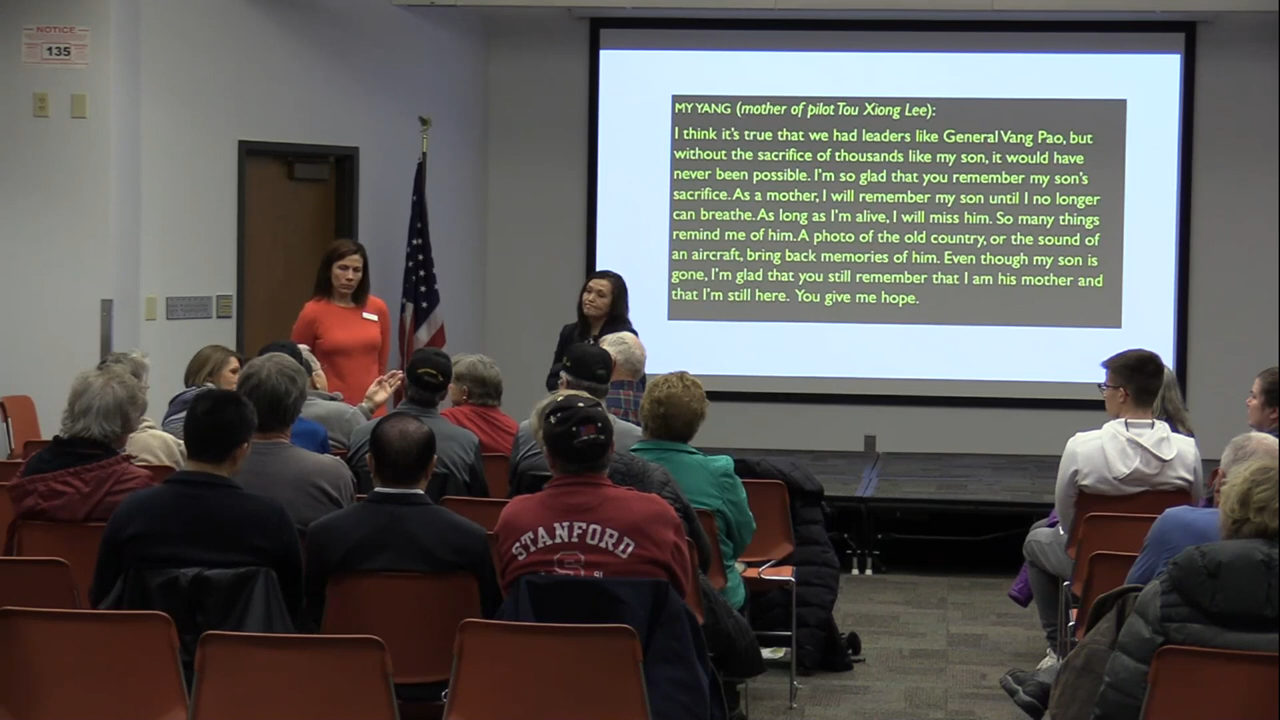 NOTICE
135
MY YANG (mother of pilot Tou Xiong Lee):
I think it's true that we had leaders like General Vang Pao, but
without the sacrifice of thousands like my son, it would have
never been possible. I'm so glad that you remember my son's
sacrifice. As a mother, I will remember my son until I no longer
can breathe. As long as I'm alive, I will miss him. So many things
remind me of him. A photo of the old country, or the sound of
an aircraft, bring back memories of him. Even though my son is
gone, I'm glad that you still remember that I am his mother and
that I'm still here. You give me hope.
STANFORD
S